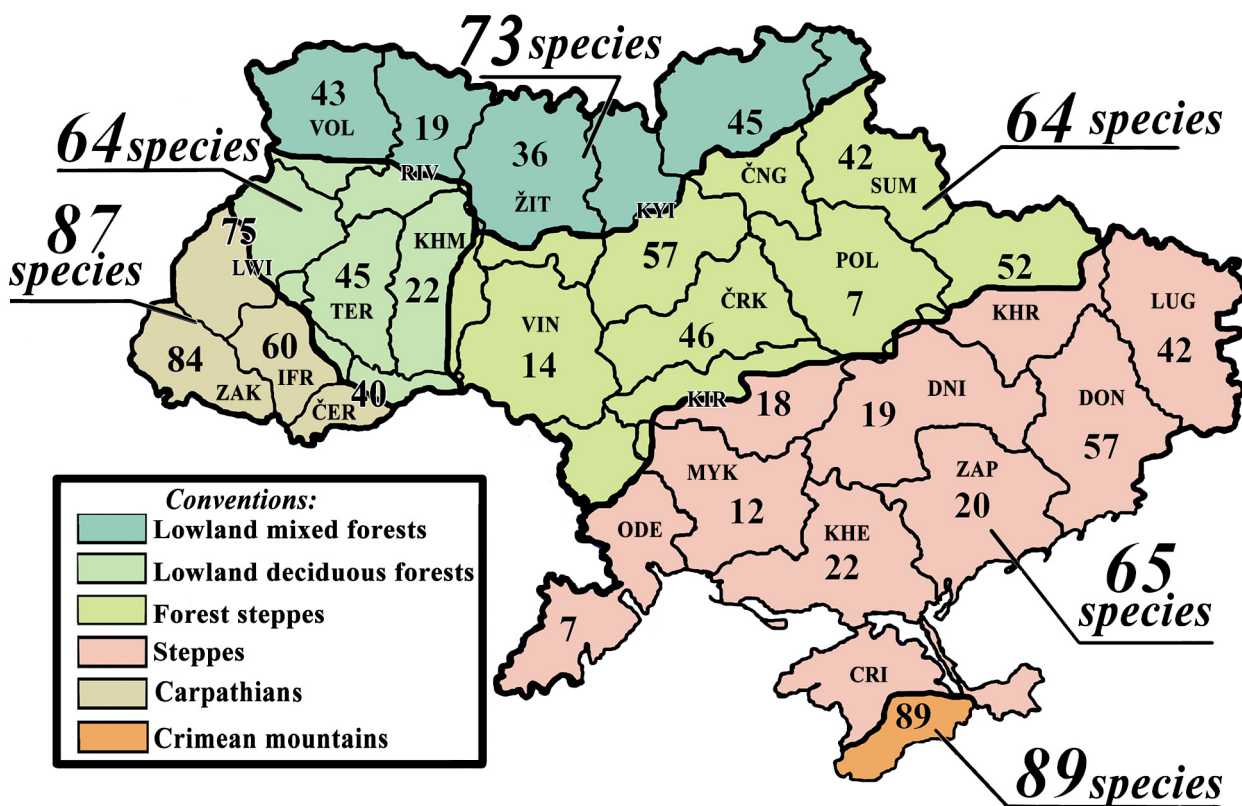 73 species
43
VOL
19
45
64 species
36
64 species
RIV
ŽIT
ČNG
42
SUM
KYI
87
species
75
LWI
KHM
45
TER
22
57
POL
7
52
ČRK
46
VIN
14
KHR
LUG
42
84
ZAK
60
IFR
40
ČER
KIR
18
DNI
19
DON
57
MYK
12
ZAP
20
ODE
KHE
22
65
species
7
CRI
89
89 species
Conventions:
Lowland mixed forests
Lowland deciduous forests
Forest steppes
Steppes
Carpathians
Crimean mountains